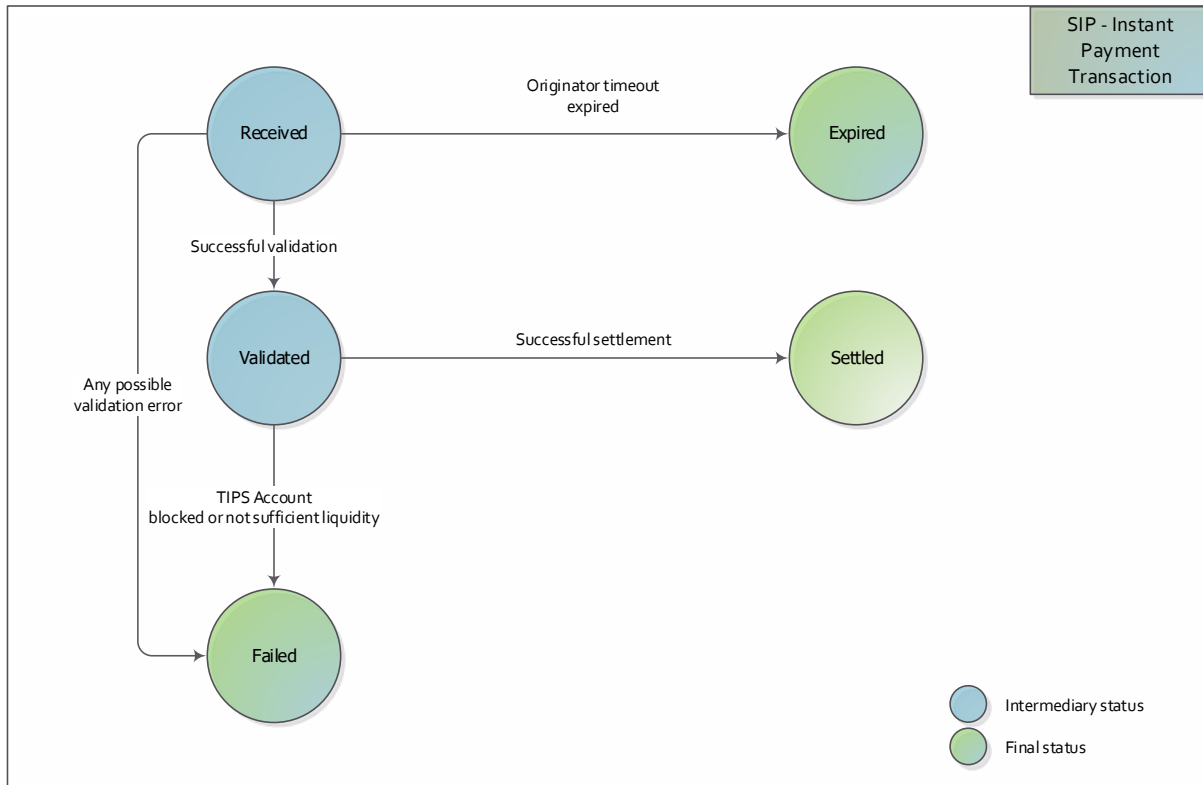 SIP - Instant
Payment
Transaction
Originator timeout
expired
Received
Expired
Successful validation
Successful settlement
Validated
Settled
Any possible
validation error
TIPS Account
blocked or not sufficient liquidity
Failed
Intermediary status
Final status